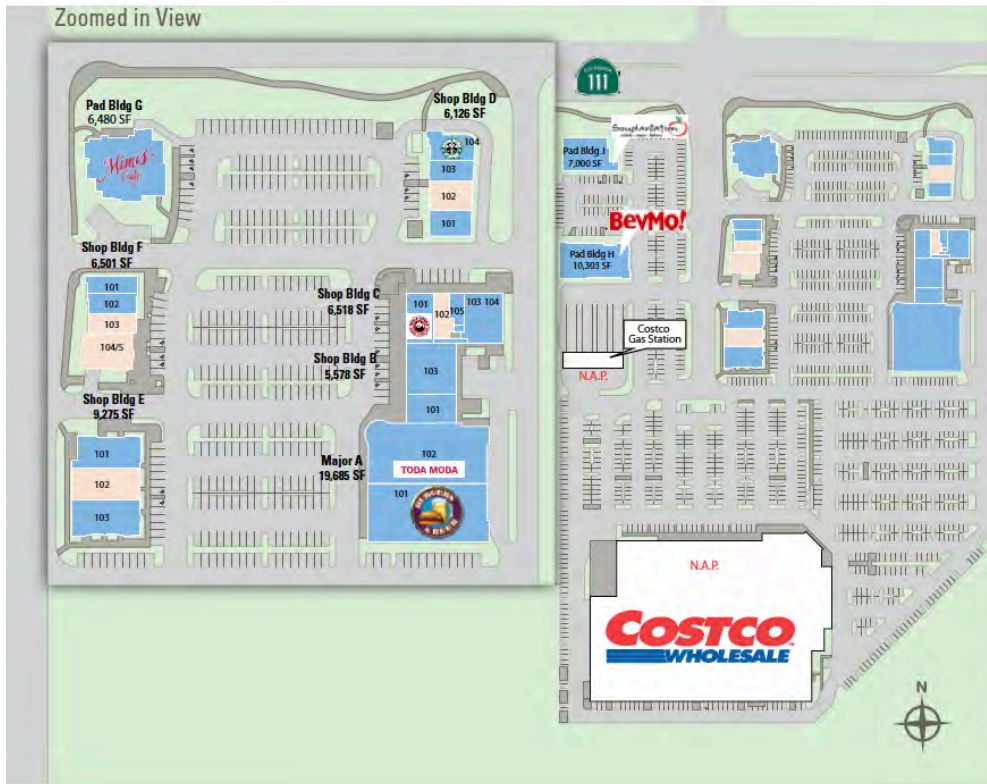 Zoomed in View
CALIFORNIA
111
Pad Bldg G
6,480 SF
Mimi's
Cafe
Shop Bldg D
6,126 SF
104
103
102
101
Souplantation
Pad Bldg J
7,000 SF
BevMo!
Pad Bldg H
10,303 SF
Shop Bldg F
6,501 SF
101
102
103
104/5
Shop Bldg C
6,518 SF
101
102
105
103
104
Shop Bldg B
5,578 SF
103
101
Costco
Gas Station
N.A.P.
Shop Bldg E
9,275 SF
101
102
103
Major A
19,685 SF
102
TODA MODA
101
BURGERS
& BEER
N.A.P.
COSTCO
WHOLESALE
N